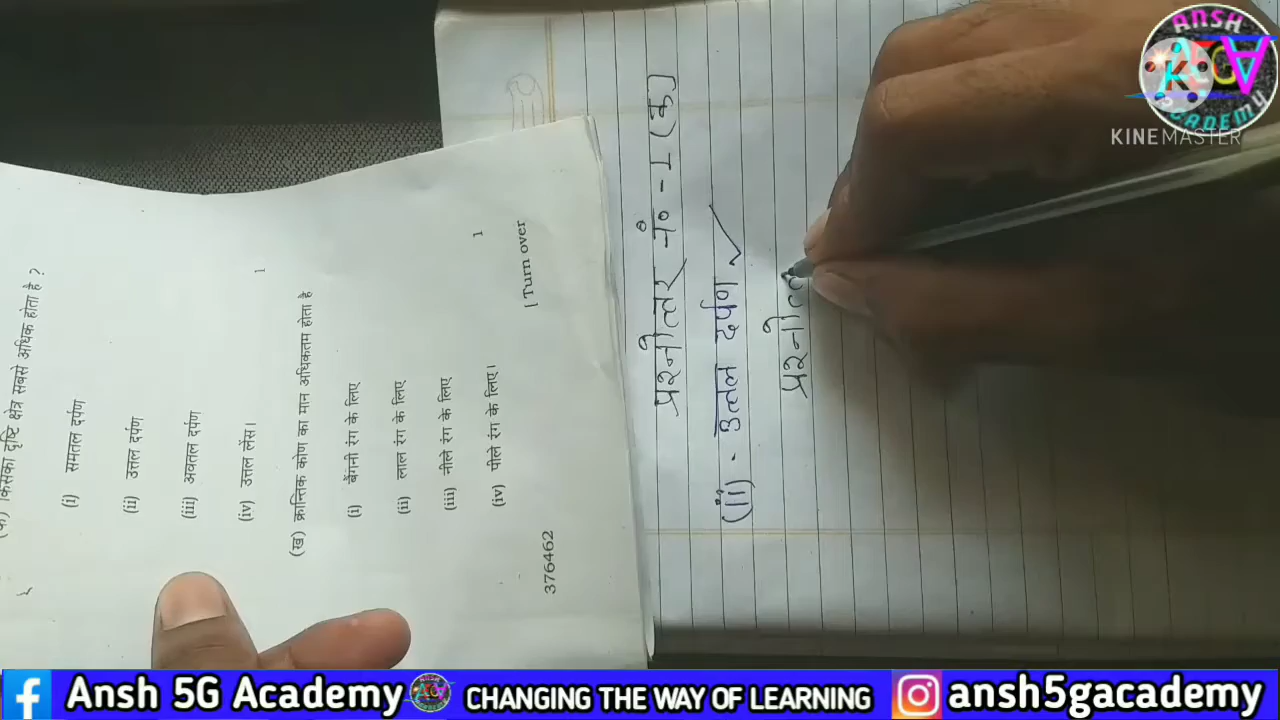 (क) किसका दृष्टि क्षेत्र सबसे अधिक होता है ?
(i) समतल दर्पण
(ii) उत्तल दर्पण
(iii) अवतल दर्पण
(iv) उत्तल लेंस।
1
(ख) क्रान्तिक कोण का मान अधिकतम होता है
(i) बैंगनी रंग के लिए
(ii) लाल रंग के लिए
(iii) नीले रंग के लिए
(iv) पीले रंग के लिए।
1
376462
[ Turn over
प्रश्नोत्तर नं० - 1 (क)
(ii) - उत्तल दर्पण ✓
प्रश्नोत्त
ANSH
ACADEMY
KINEMASTER
Ansh 5G Academy
CHANGING THE WAY OF LEARNING
ansh5gacademy